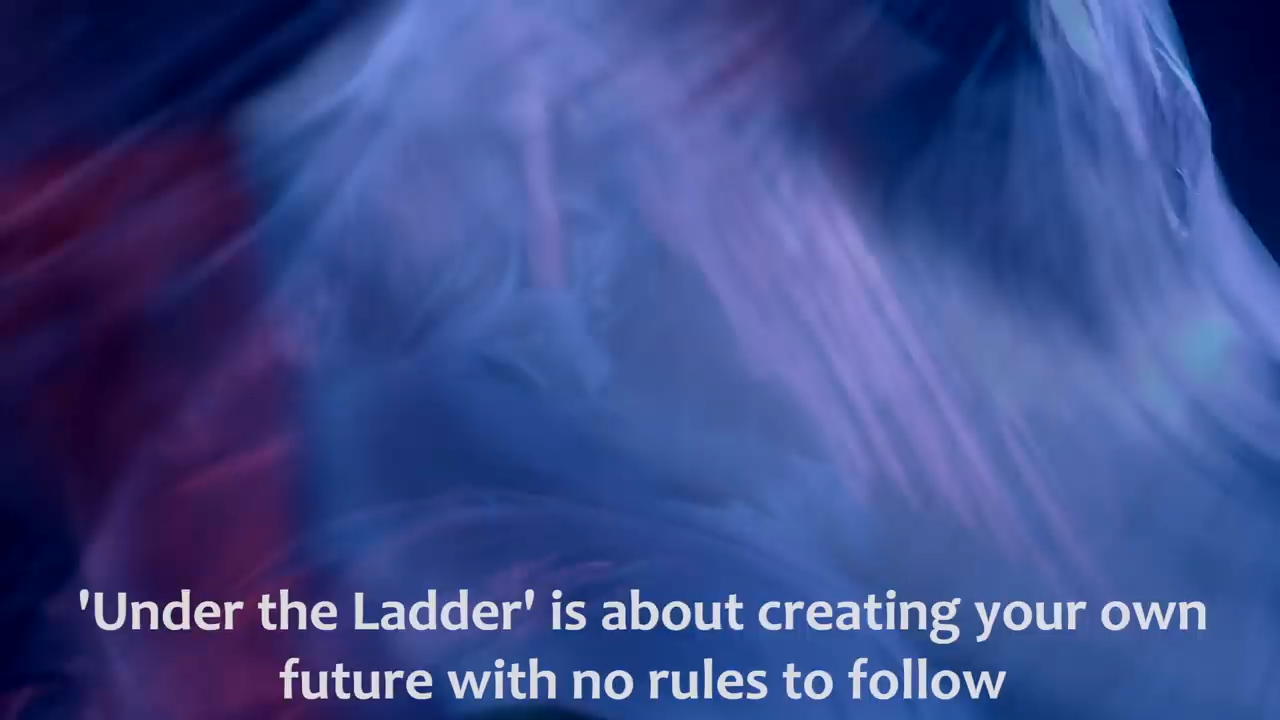 'Under the Ladder' is about creating your own
future with no rules to follow